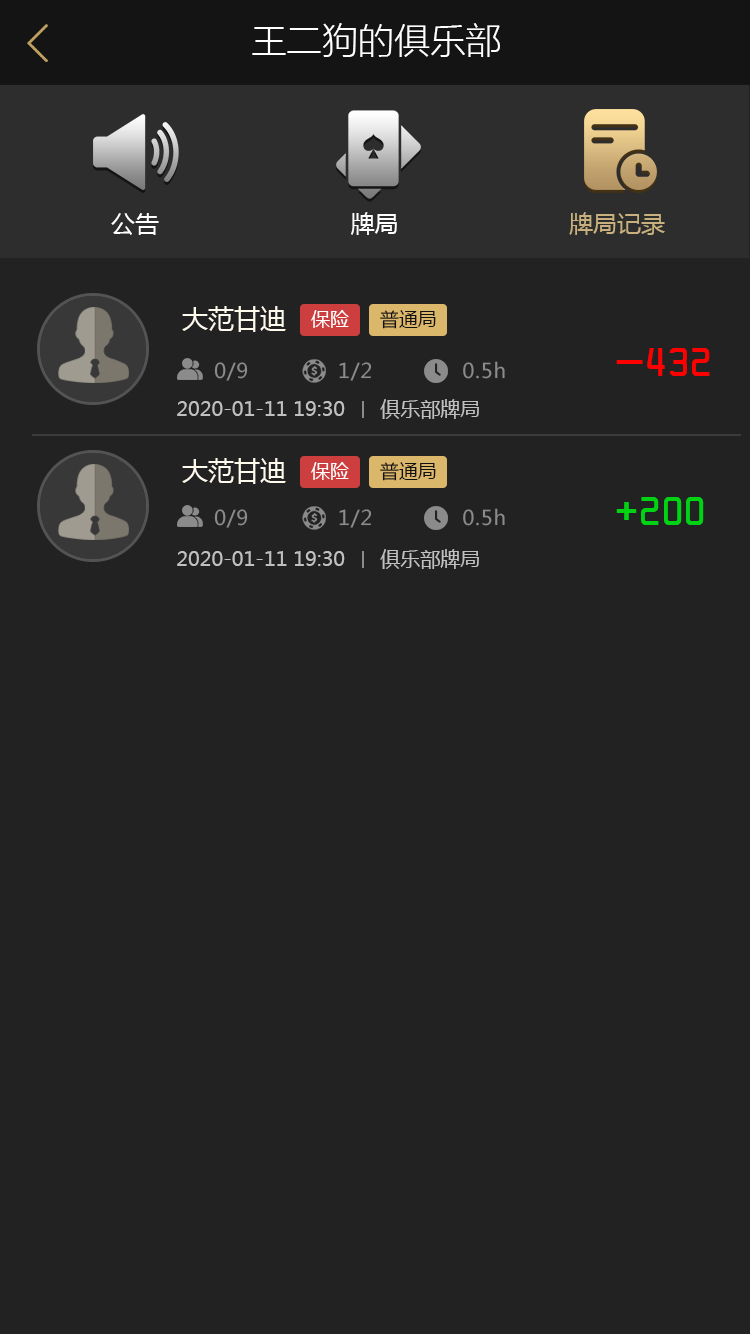 王二狗的俱乐部
公告 牌局 牌局记录
大范甘迪 保险 普通局
0/9 1/2 0.5h
-432
2020-01-11 19:30 | 俱乐部牌局
大范甘迪 保险 普通局
0/9 1/2 0.5h
+200
2020-01-11 19:30 | 俱乐部牌局